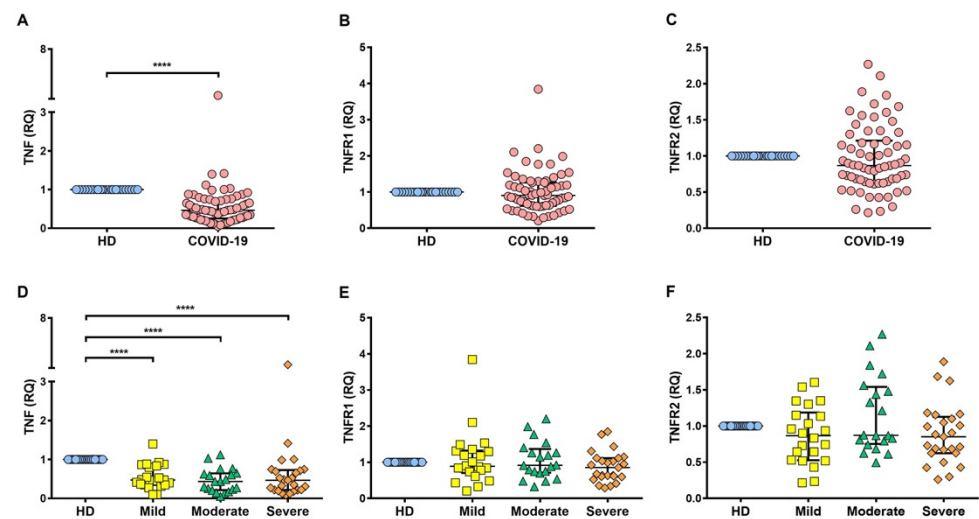 A
8
3
1
0
TNF (RQ)
****
HD
COVID-19
B
5
4
3
2
1
0
TNFR1 (RQ)
HD
COVID-19
C
2.5
2.0
1.5
1.0
0.5
0.0
TNFR2 (RQ)
HD
COVID-19
D
8
3
1
0
TNF (RQ)
****
****
****
HD Mild Moderate Severe
E
5
4
3
2
1
0
TNFR1 (RQ)
HD Mild Moderate Severe
F
2.5
2.0
1.5
1.0
0.5
0.0
TNFR2 (RQ)
HD Mild Moderate Severe